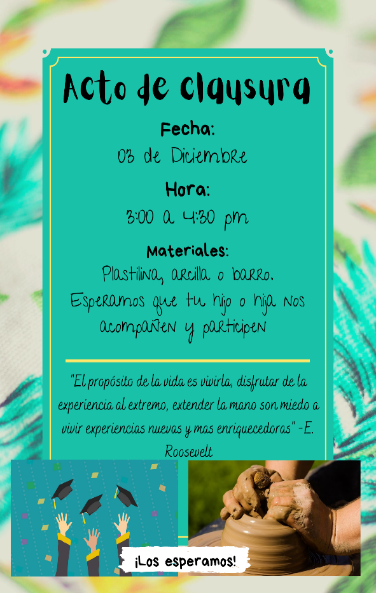 Acto de clausura
Fecha:
03 de Diciembre
Hora:
3:00 a 4:30 pm
Materiales:
Plastilina, arcilla o barro.
Esperamos que tu hijo o hija nos
acompañen y participen
"El propósito de la vida es vivirla, disfrutar de la
experiencia al extremo, extender la mano son miedo a
vivir experiencias nuevas y mas enriquecedoras" - E.
Roosevelt
¡Los esperamos!